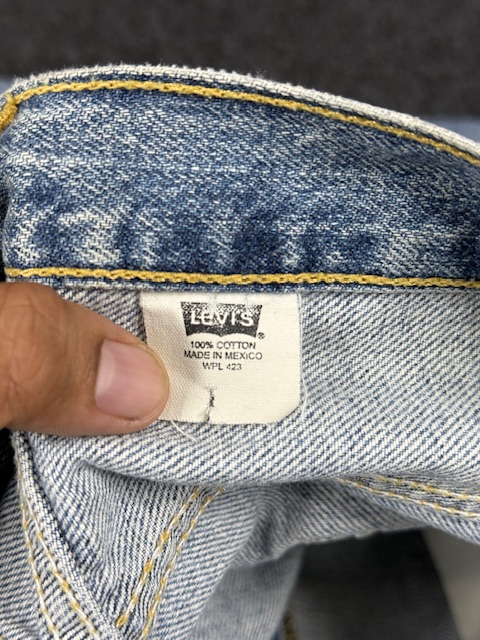 LEVI'S
®
100% COTTON
MADE IN MEXICO
WPL 423